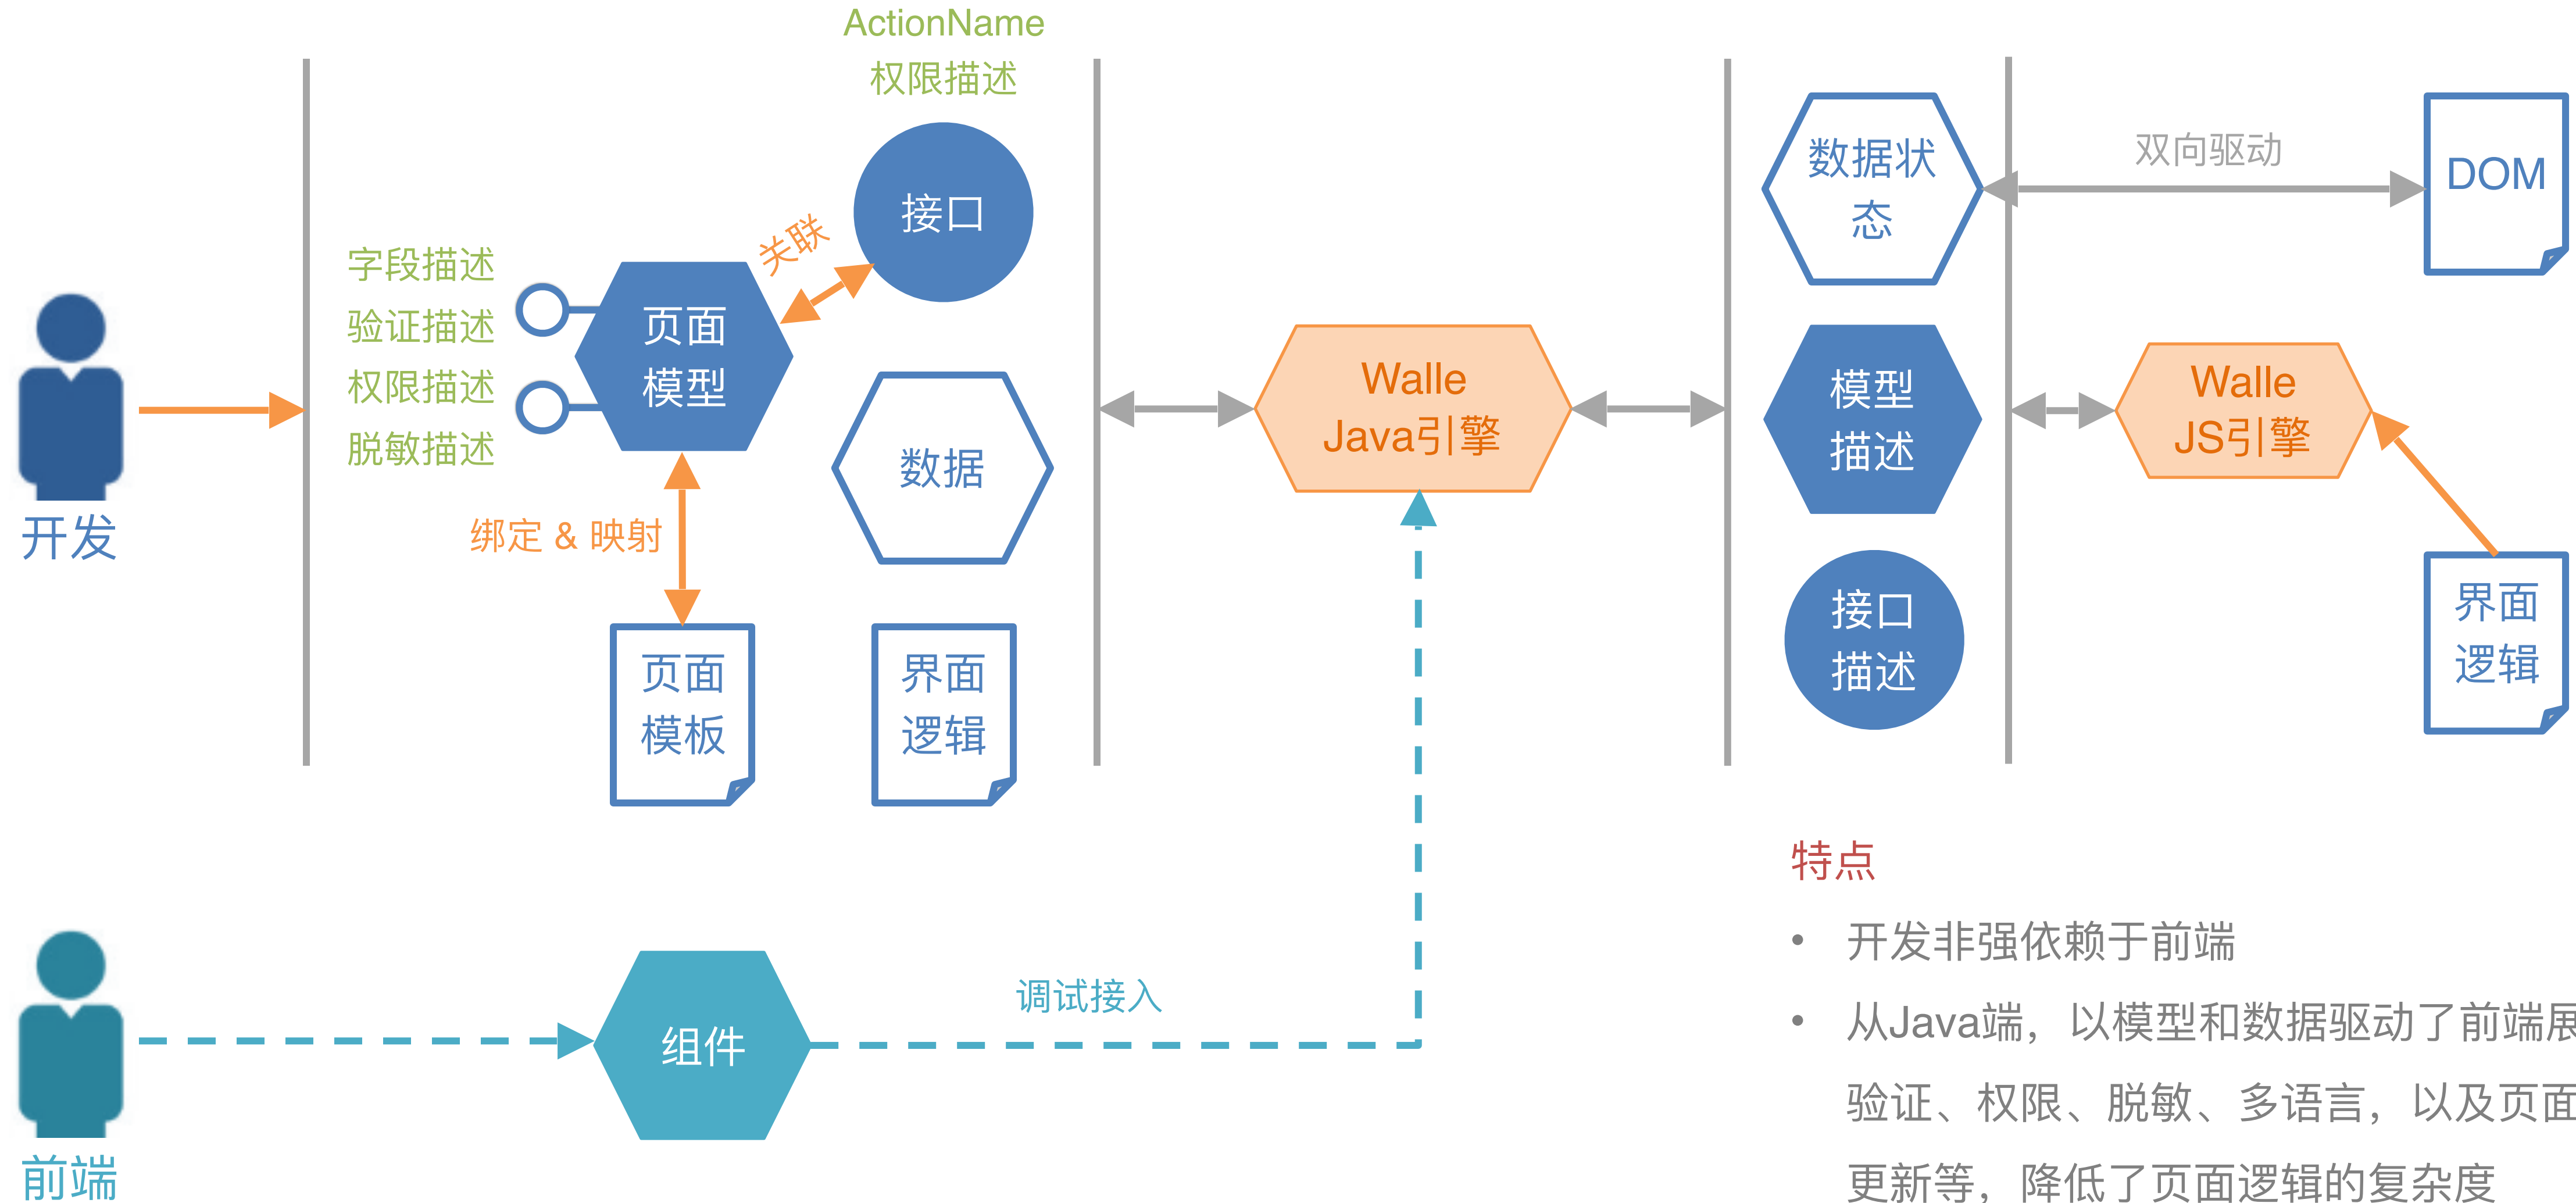 ActionName
权限描述
接口
关联
字段描述
验证描述
权限描述
脱敏描述
页面
模型
数据
绑定 & 映射
页面
模板
界面
逻辑
开发
Walle
Java引擎
数据状
态
模型
描述
接口
描述
双向驱动
DOM
Walle
JS引擎
界面
逻辑
前端
组件
调试接入
特点
• 开发非强依赖于前端
• 从Java端，以模型和数据驱动了前端展
验证、权限、脱敏、多语言，以及页面
更新等，降低了页面逻辑的复杂度